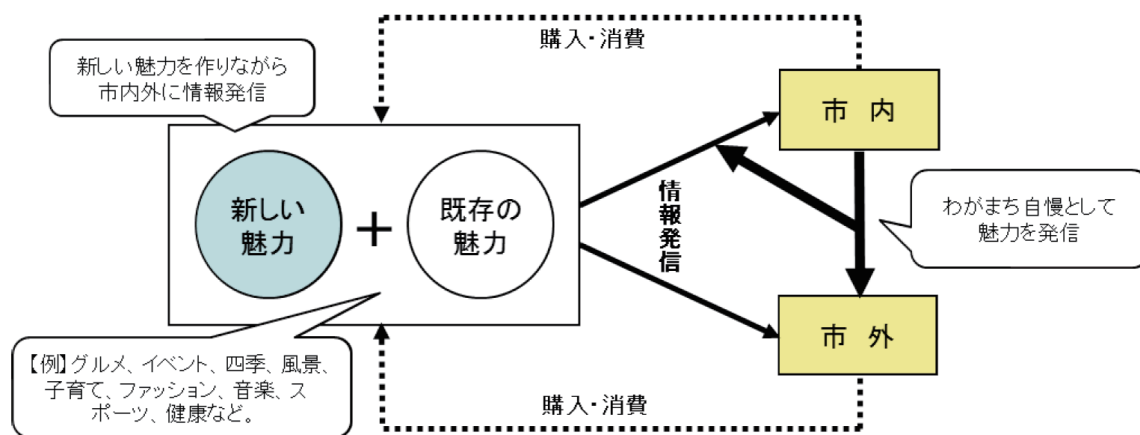 購入・消費
新しい魅力を作りながら
市内外に情報発信
市　内
新しい
魅力
＋
既存の
魅力
情報発信
わがまち自慢として
魅力を発信
市　外
【例】グルメ、イベント、四季、風景、
子育て、ファッション、音楽、ス
ポーツ、健康など。
購入・消費